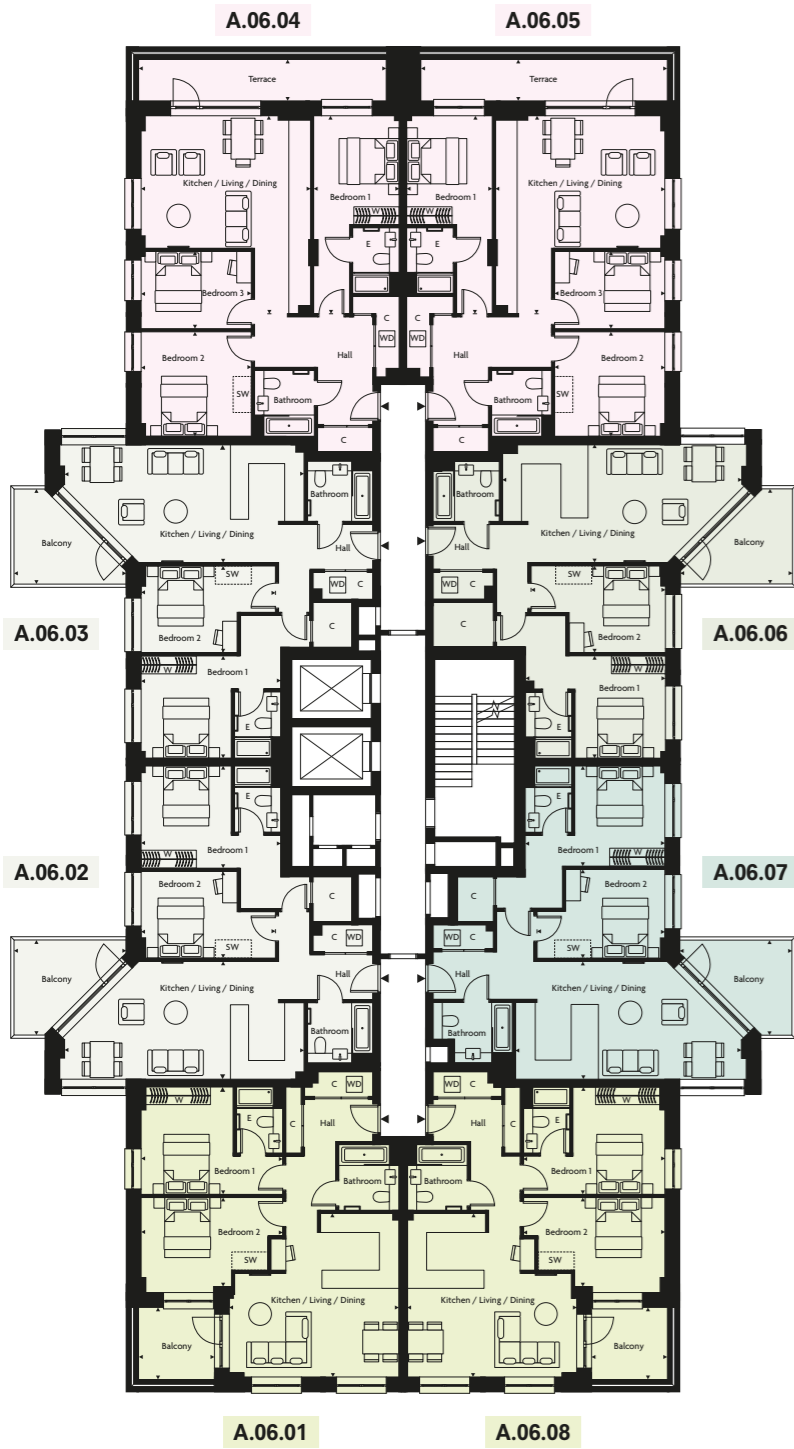 A.06.04
A.06.05
Terrace
Terrace
Kitchen / Living / Dining
Bedroom 1
Bedroom 1
Kitchen / Living / Dining
W
W
E
E
Bedroom 3
Bedroom 3
C
C
WD
WD
Bedroom 2
Hall
Hall
Bedroom 2
SW
SW
Bathroom
Bathroom
C
C
Bathroom
Bathroom
Kitchen / Living / Dining
Kitchen / Living / Dining
Balcony
Balcony
Hall
Hall
SW
SW
WD
C
WD
C
A.06.03
A.06.06
C
C
Bedroom 2
Bedroom 2
W
Bedroom 1
W
Bedroom 1
E
E
E
E
A.06.02
A.06.07
Bedroom 1
W
Bedroom 1
W
Bedroom 2
Bedroom 2
C
C
C
WD
WD
C
SW
SW
Balcony
Balcony
Hall
Hall
Kitchen / Living / Dining
Kitchen / Living / Dining
Bathroom
Bathroom
C
WD
WD
C
W
W
E
C
Hall
Hall
C
E
Bedroom 1
Bedroom 1
Bathroom
Bathroom
Bedroom 2
Bedroom 2
SW
SW
Kitchen / Living / Dining
Kitchen / Living / Dining
Balcony
Balcony
A.06.01
A.06.08